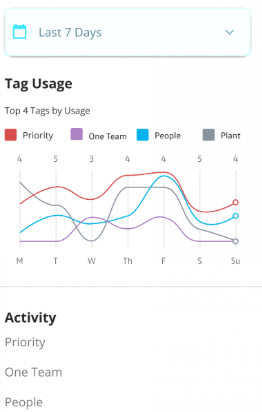 Last 7 Days
Tag Usage
Top 4 Tags by Usage
Priority One Team People Plant
4 5 3 4 4 5 4
M T W Th F S Su
Activity
Priority
One Team
People